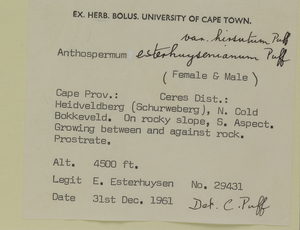 EX. HERB. BOLUS. UNIVERSITY OF CAPE TOWN.
var. hirsutum Puff
Anthospermum esterhuysenianum Puff
(Female & Male)
Cape Prov.: Ceres Dist.:
Heidveldberg (Schurweberg), N. Cold
Bokkeveld. On rocky slope, S. Aspect.
Growing between and against rock.
Prostrate.
Alt. 4500 ft.
Legit E. Esterhuysen No. 29431
Date 31st Dec. 1961 Det. C. Puff